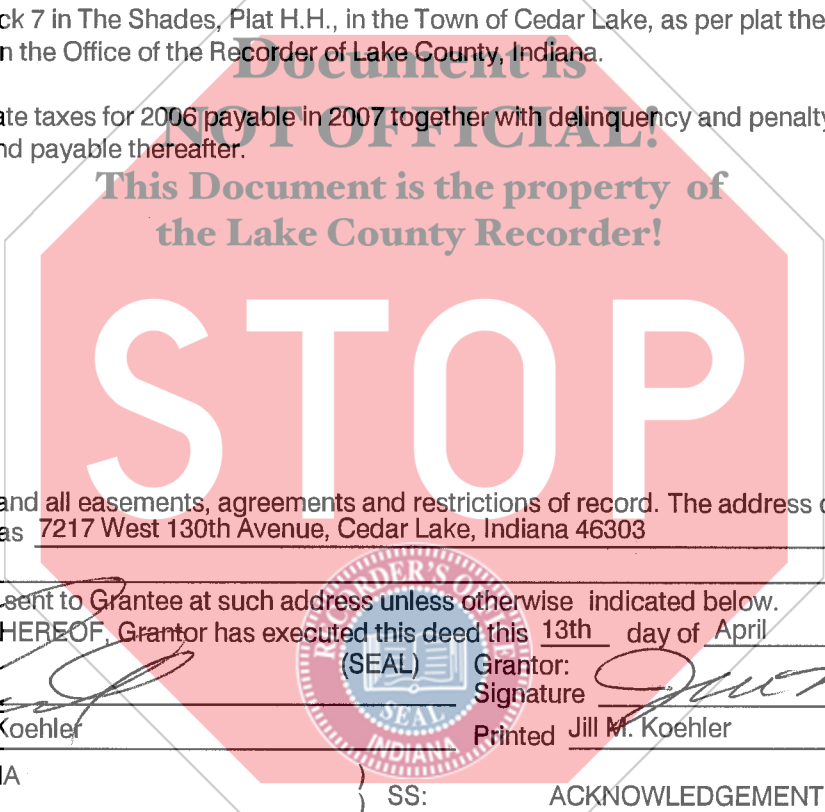 ck 7 in The Shades, Plat H.H., in the Town of Cedar Lake, as per plat the
n the Office of the Recorder of Lake County, Indiana.
Document is
ate taxes for 2006 payable in 2007 together with delinquency and penalty
NOT OFFICIAL!
nd payable thereafter.
This Document is the property of
the Lake County Recorder!
STOP
and all easements, agreements and restrictions of record. The address o
as 7217 West 130th Avenue, Cedar Lake, Indiana 46303
sent to Grantee at such address unless otherwise indicated below.
HEREOF, Grantor has executed this deed this 13th day of April
(SEAL) Grantor:
Signature
Koehler Printed Jill M. Koehler
RECORDER'S OFFICE
SEAL
INDIANA
IA
) SS: ACKNOWLEDGEMENT
)